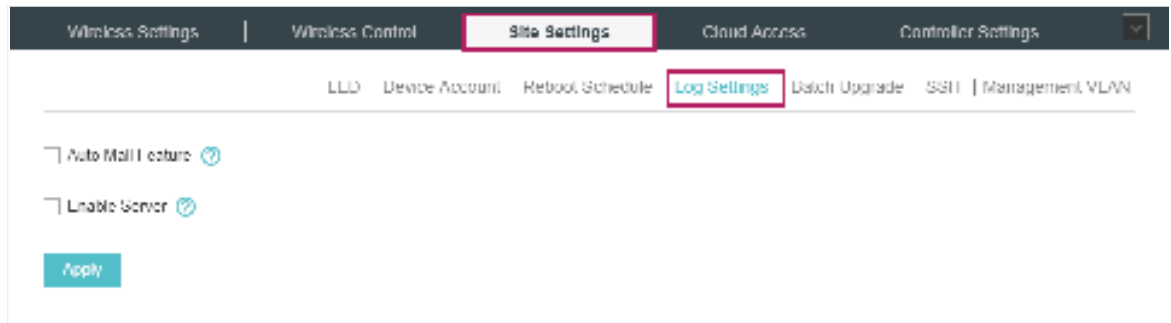 Wireless Settings | Wireless Control Site Settings Cloud Access Controller Settings
LED Device Account Reboot Schedule Log Settings Batch Upgrade SSH | Management VLAN
Auto Mail Feature ?
Enable Server ?
Apply